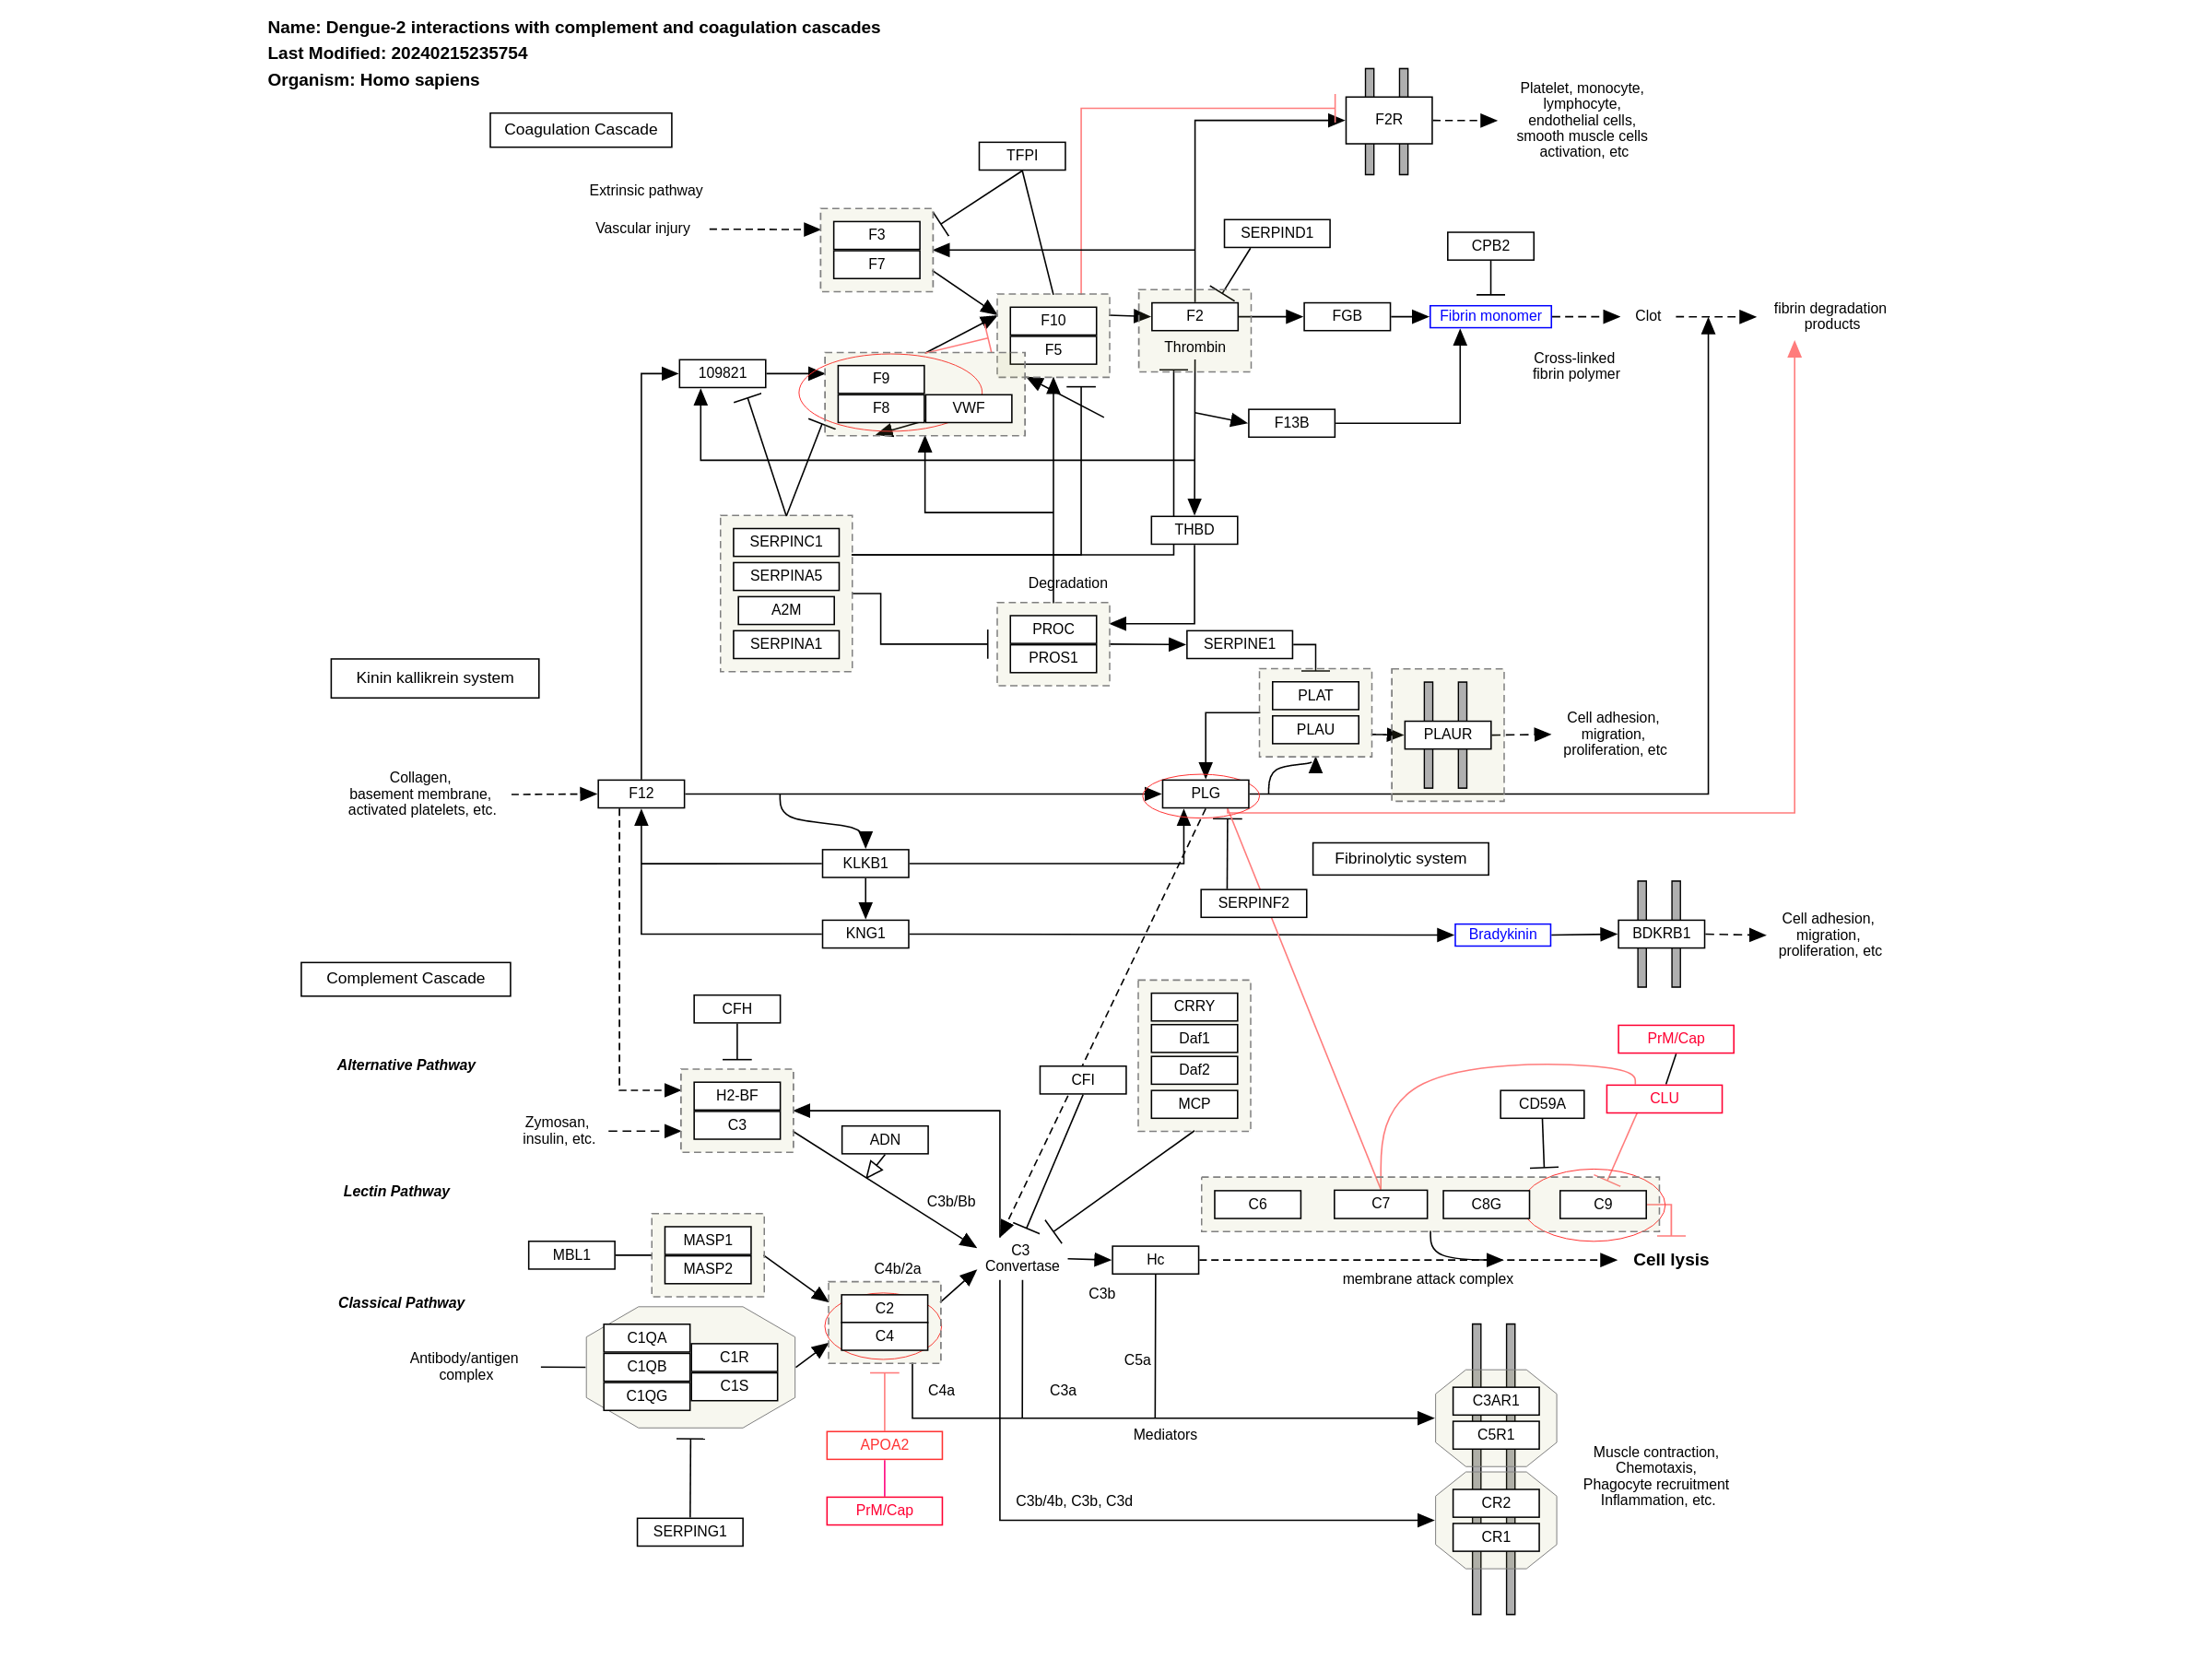 Name: Dengue-2 interactions with complement and coagulation cascades
Last Modified: 20240215235754
Organism: Homo sapiens
Coagulation Cascade
Platelet, monocyte,
lymphocyte,
endothelial cells,
smooth muscle cells
activation, etc
F2R
TFPI
Extrinsic pathway
Vascular injury
F3
F7
SERPIND1
CPB2
F10
F5
F2
Thrombin
FGB
Fibrin monomer
Clot
fibrin degradation
products
Cross-linked
fibrin polymer
109821
F9
F8
VWF
F13B
SERPINC1
SERPINA5
A2M
SERPINA1
THBD
Degradation
PROC
PROS1
SERPINE1
Kinin kallikrein system
PLAT
PLAU
PLAUR
Cell adhesion,
migration,
proliferation, etc
Collagen,
basement membrane,
activated platelets, etc.
F12
PLG
KLKB1
Fibrinolytic system
SERPINF2
KNG1
Bradykinin
BDKRB1
Cell adhesion,
migration,
proliferation, etc
Complement Cascade
CFH
CRRY
Daf1
Daf2
MCP
PrM/Cap
Alternative Pathway
CFI
CLU
CD59A
H2-BF
C3
Zymosan,
insulin, etc.
ADN
Lectin Pathway
C3b/Bb
C6
C7
C8G
C9
MASP1
MASP2
MBL1
C3
Convertase
Hc
Cell lysis
membrane attack complex
C4b/2a
C3b
Classical Pathway
C2
C4
C1QA
C1QB
C1QG
C1R
C1S
Antibody/antigen
complex
C5a
C4a
C3a
C3AR1
C5R1
Mediators
APOA2
PrM/Cap
Muscle contraction,
Chemotaxis,
Phagocyte recruitment
Inflammation, etc.
C3b/4b, C3b, C3d
CR2
CR1
SERPING1